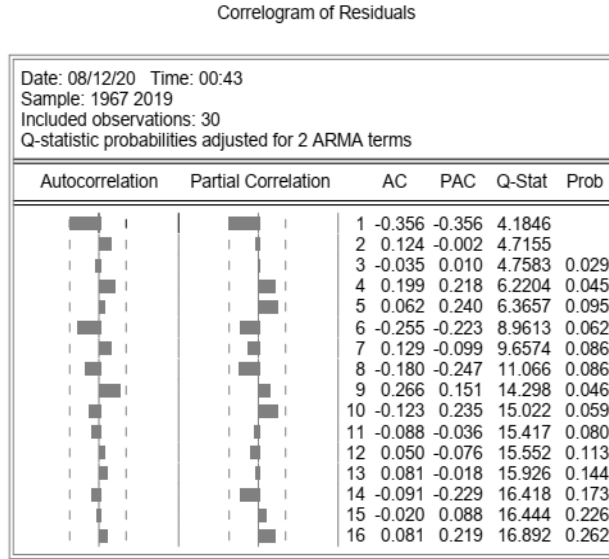 Correlogram of Residuals
Date: 08/12/20 Time: 00:43
Sample: 1967 2019
Included observations: 30
Q-statistic probabilities adjusted for 2 ARMA terms
Autocorrelation Partial Correlation AC PAC Q-Stat Prob
1 -0.356 -0.356 4.1846
2 0.124 -0.002 4.7155
3 -0.035 0.010 4.7583 0.029
4 0.199 0.218 6.2204 0.045
5 0.062 0.240 6.3657 0.095
6 -0.255 -0.223 8.9613 0.062
7 0.129 -0.099 9.6574 0.086
8 -0.180 -0.247 11.066 0.086
9 0.266 0.151 14.298 0.046
10 -0.123 0.235 15.022 0.059
11 -0.088 -0.036 15.417 0.080
12 0.050 -0.076 15.552 0.113
13 0.081 -0.018 15.926 0.144
14 -0.091 -0.229 16.418 0.173
15 -0.020 0.088 16.444 0.226
16 0.081 0.219 16.892 0.262